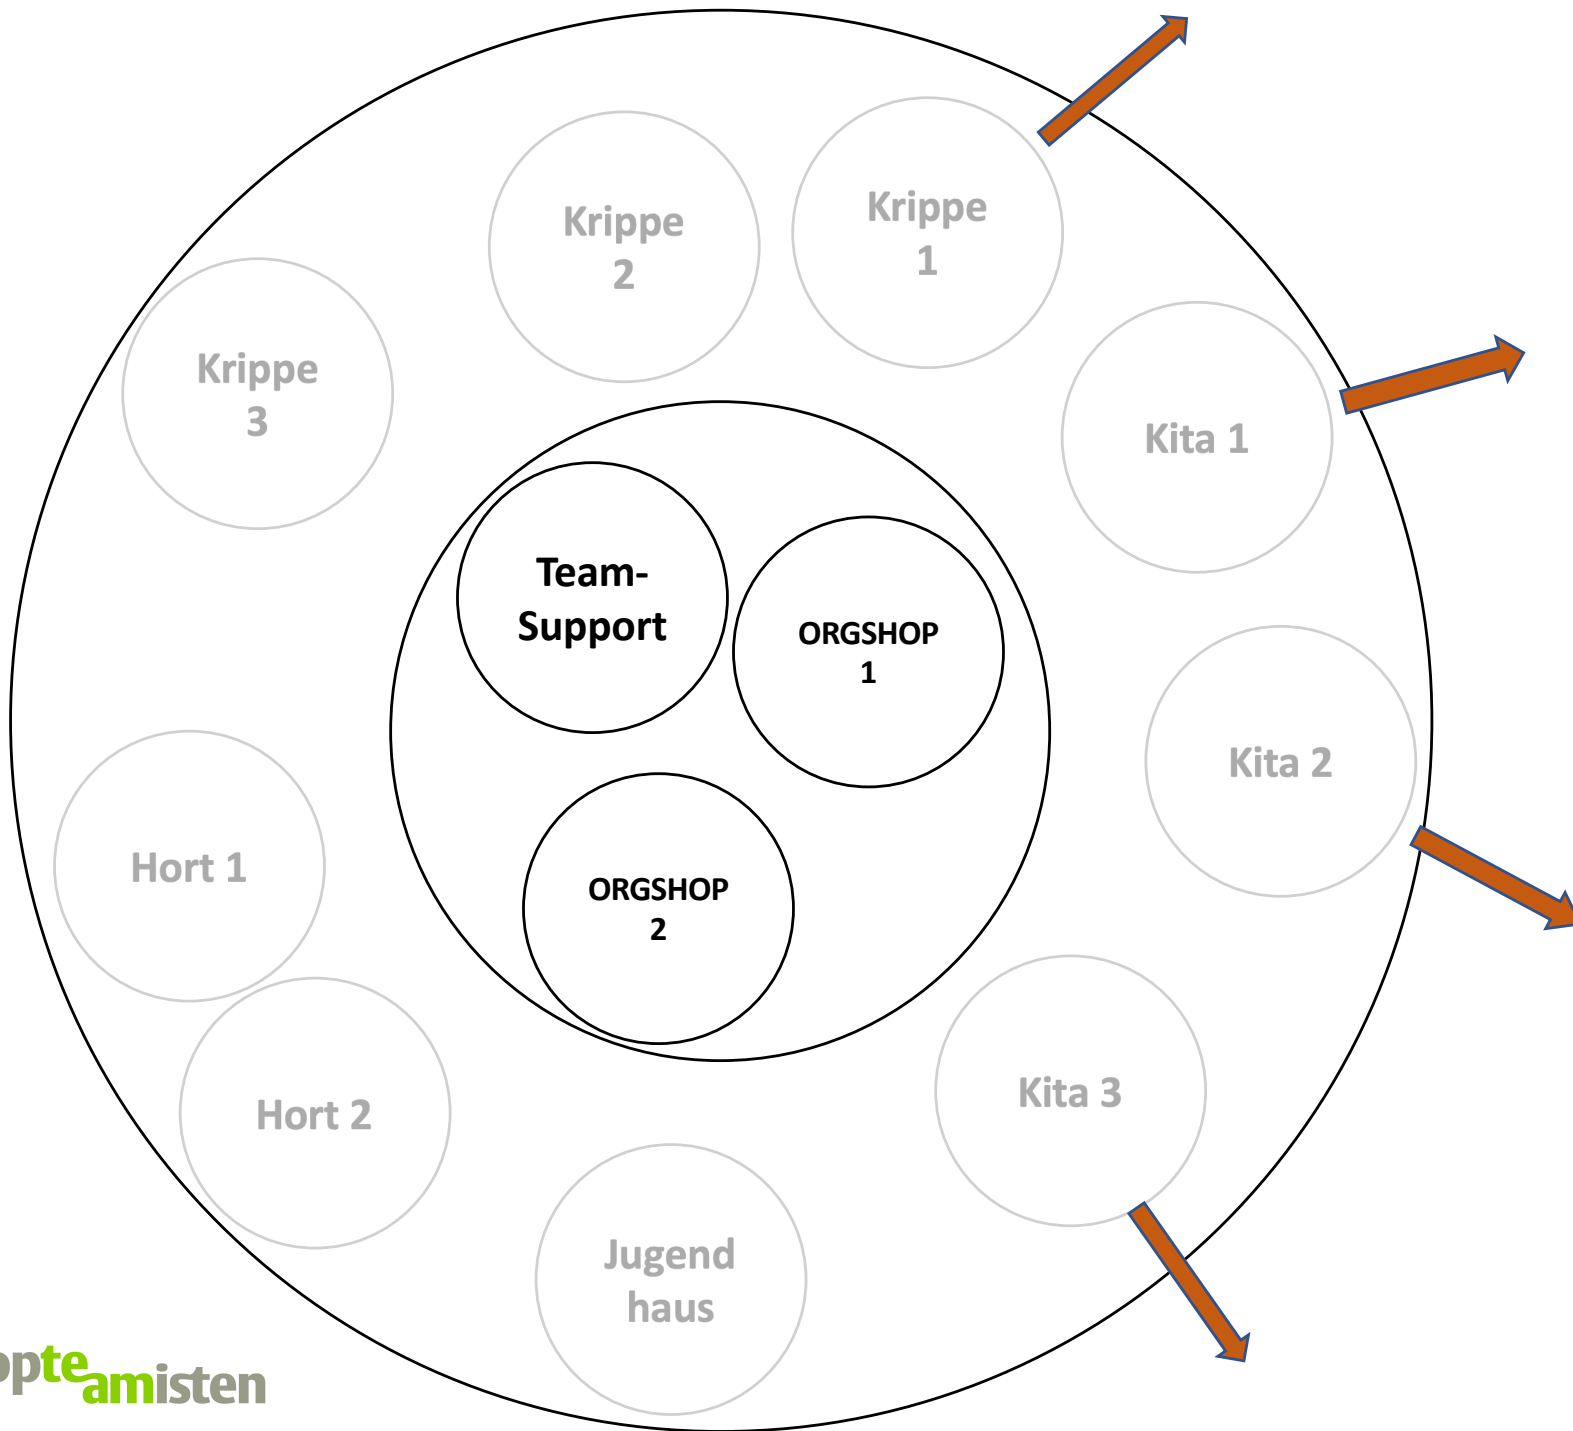 Krippe
2
Krippe
1
Krippe
3
Kita 1
Team-
Support
ORGSHOP
1
Kita 2
Hort 1
ORGSHOP
2
Kita 3
Hort 2
Jugend
haus
pteamisten